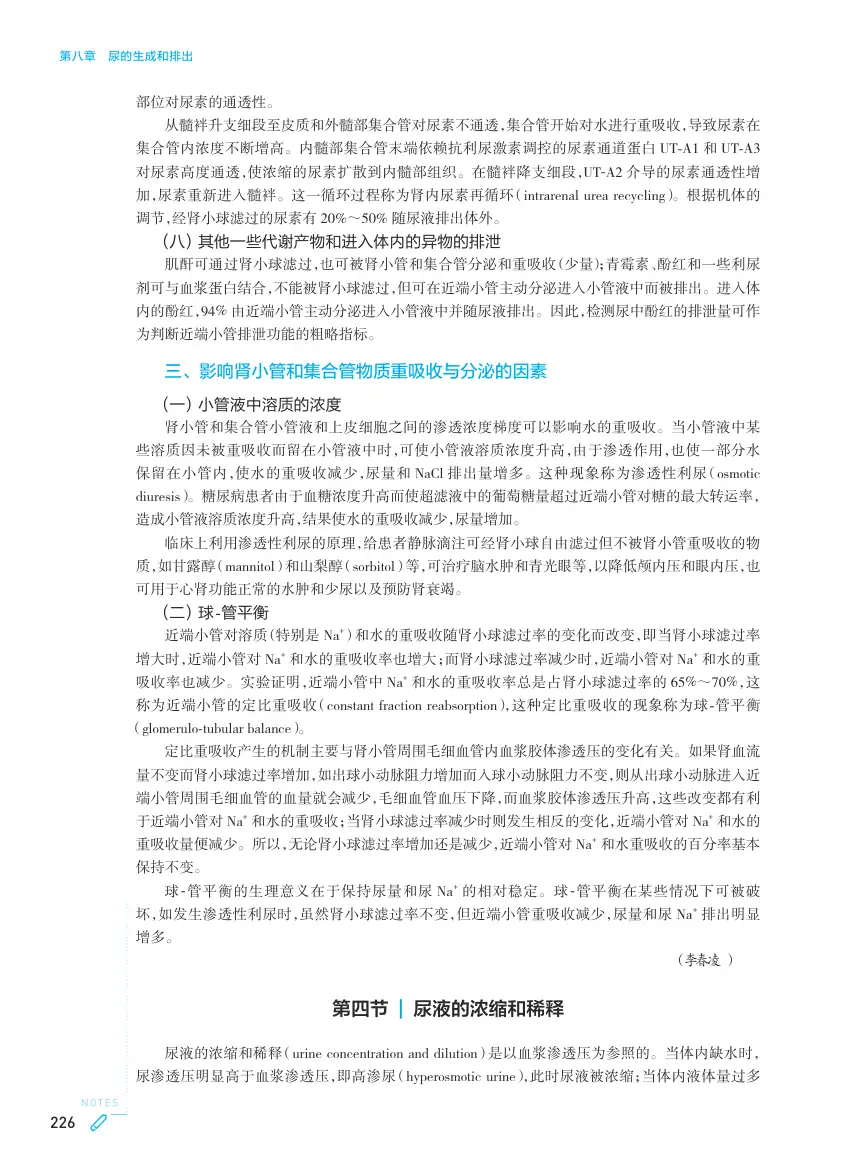 第八章 尿的生成和排出
部位对尿素的通透性。
从髓袢升支细段至皮质和外髓部集合管对尿素不通透,集合管开始对水进行重吸收,导致尿素在
集合管内浓度不断增高。内髓部集合管末端依赖抗利尿激素调控的尿素通道蛋白 UT-A1 和 UT-A3
对尿素高度通透,使浓缩的尿素扩散到内髓部组织。在髓袢降支细段,UT-A2 介导的尿素通透性增
加,尿素重新进入髓袢。这一循环过程称为肾内尿素再循环(intrarenal urea recycling)。根据机体的
调节,经肾小球滤过的尿素有 20%~50% 随尿液排出体外。
(八)其他一些代谢产物和进入体内的异物的排泄
肌酐可通过肾小球滤过,也可被肾小管和集合管分泌和重吸收(少量);青霉素、酚红和一些利尿
剂可与血浆蛋白结合,不能被肾小球滤过,但可在近端小管主动分泌进入小管液中而被排出。进入体
内的酚红,94% 由近端小管主动分泌进入小管液中并随尿液排出。因此,检测尿中酚红的排泄量可作
为判断近端小管排泄功能的粗略指标。
三、影响肾小管和集合管物质重吸收与分泌的因素
(一)小管液中溶质的浓度
肾小管和集合管小管液和上皮细胞之间的渗透浓度梯度可以影响水的重吸收。当小管液中某
些溶质因未被重吸收而留在小管液中时,可使小管液溶质浓度升高,由于渗透作用,也使一部分水
保留在小管内,使水的重吸收减少,尿量和 NaCl 排出量增多。这种现象称为渗透性利尿(osmotic
diuresis)。糖尿病患者由于血糖浓度升高而使超滤液中的葡萄糖量超过近端小管对糖的最大转运率,
造成小管液溶质浓度升高,结果使水的重吸收减少,尿量增加。
临床上利用渗透性利尿的原理,给患者静脉滴注可经肾小球自由滤过但不被肾小管重吸收的物
质,如甘露醇(mannitol)和山梨醇(sorbitol)等,可治疗脑水肿和青光眼等,以降低颅内压和眼内压,也
可用于心肾功能正常的水肿和少尿以及预防肾衰竭。
(二)球-管平衡
近端小管对溶质(特别是 Na⁺)和水的重吸收随肾小球滤过率的变化而改变,即当肾小球滤过率
增大时,近端小管对 Na⁺ 和水的重吸收率也增大;而肾小球滤过率减少时,近端小管对 Na⁺ 和水的重
吸收率也减少。实验证明,近端小管中 Na⁺ 和水的重吸收率总是占肾小球滤过率的 65%~70%,这
称为近端小管的定比重吸收(constant fraction reabsorption),这种定比重吸收的现象称为球-管平衡
(glomerulo-tubular balance)。
定比重吸收产生的机制主要与肾小管周围毛细血管内血浆胶体渗透压的变化有关。如果肾血流
量不变而肾小球滤过率增加,如出球小动脉阻力增加而入球小动脉阻力不变,则从出球小动脉进入近
端小管周围毛细血管的血量就会减少,毛细血管血压下降,而血浆胶体渗透压升高,这些改变都有利
于近端小管对 Na⁺ 和水的重吸收;当肾小球滤过率减少时则发生相反的变化,近端小管对 Na⁺ 和水的
重吸收量便减少。所以,无论肾小球滤过率增加还是减少,近端小管对 Na⁺ 和水重吸收的百分率基本
保持不变。
球-管平衡的生理意义在于保持尿量和尿 Na⁺ 的相对稳定。球-管平衡在某些情况下可被破
坏,如发生渗透性利尿时,虽然肾小球滤过率不变,但近端小管重吸收减少,尿量和尿 Na⁺ 排出明显
增多。
(李春凌)
第四节 | 尿液的浓缩和稀释
尿液的浓缩和稀释(urine concentration and dilution)是以血浆渗透压为参照的。当体内缺水时,
尿渗透压明显高于血浆渗透压,即高渗尿(hyperosmotic urine),此时尿液被浓缩;当体内液体量过多
NOTES
226